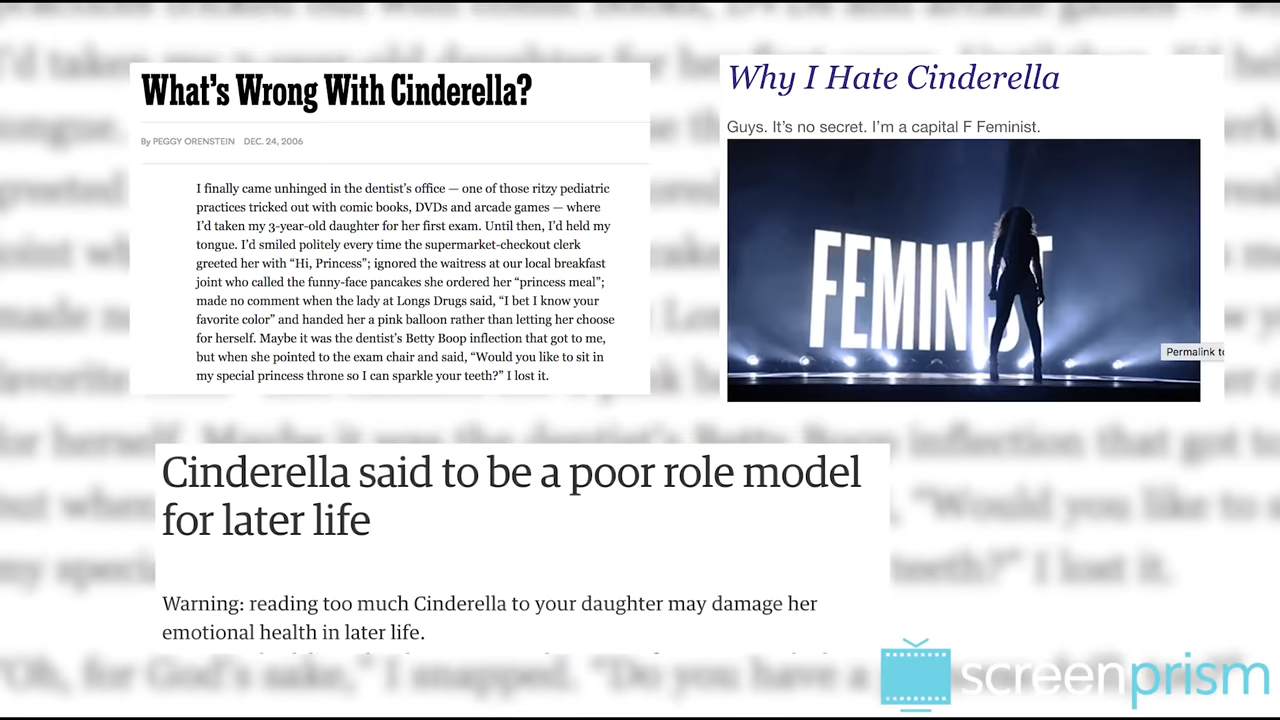 What's Wrong With Cinderella?
By PEGGY ORENSTEIN DEC. 24, 2006
I finally came unhinged in the dentist's office — one of those ritzy pediatric
practices tricked out with comic books, DVDs and arcade games — where
I'd taken my 3-year-old daughter for her first exam. Until then, I'd held my
tongue. I'd smiled politely every time the supermarket-checkout clerk
greeted her with “Hi, Princess”; ignored the waitress at our local breakfast
joint who called the funny-face pancakes she ordered her “princess meal”;
made no comment when the lady at Longs Drugs said, “I bet I know your
favorite color” and handed her a pink balloon rather than letting her choose
for herself. Maybe it was the dentist's Betty Boop inflection that got to me,
but when she pointed to the exam chair and said, “Would you like to sit in
my special princess throne so I can sparkle your teeth?” I lost it.
Why I Hate Cinderella
Guys. It's no secret. I'm a capital F Feminist.
FEMINIST
Permalink to
Cinderella said to be a poor role model
for later life
Warning: reading too much Cinderella to your daughter may damage her
emotional health in later life.
“Oh, for God's sake,” I snapped. “Do you have a
screenprism